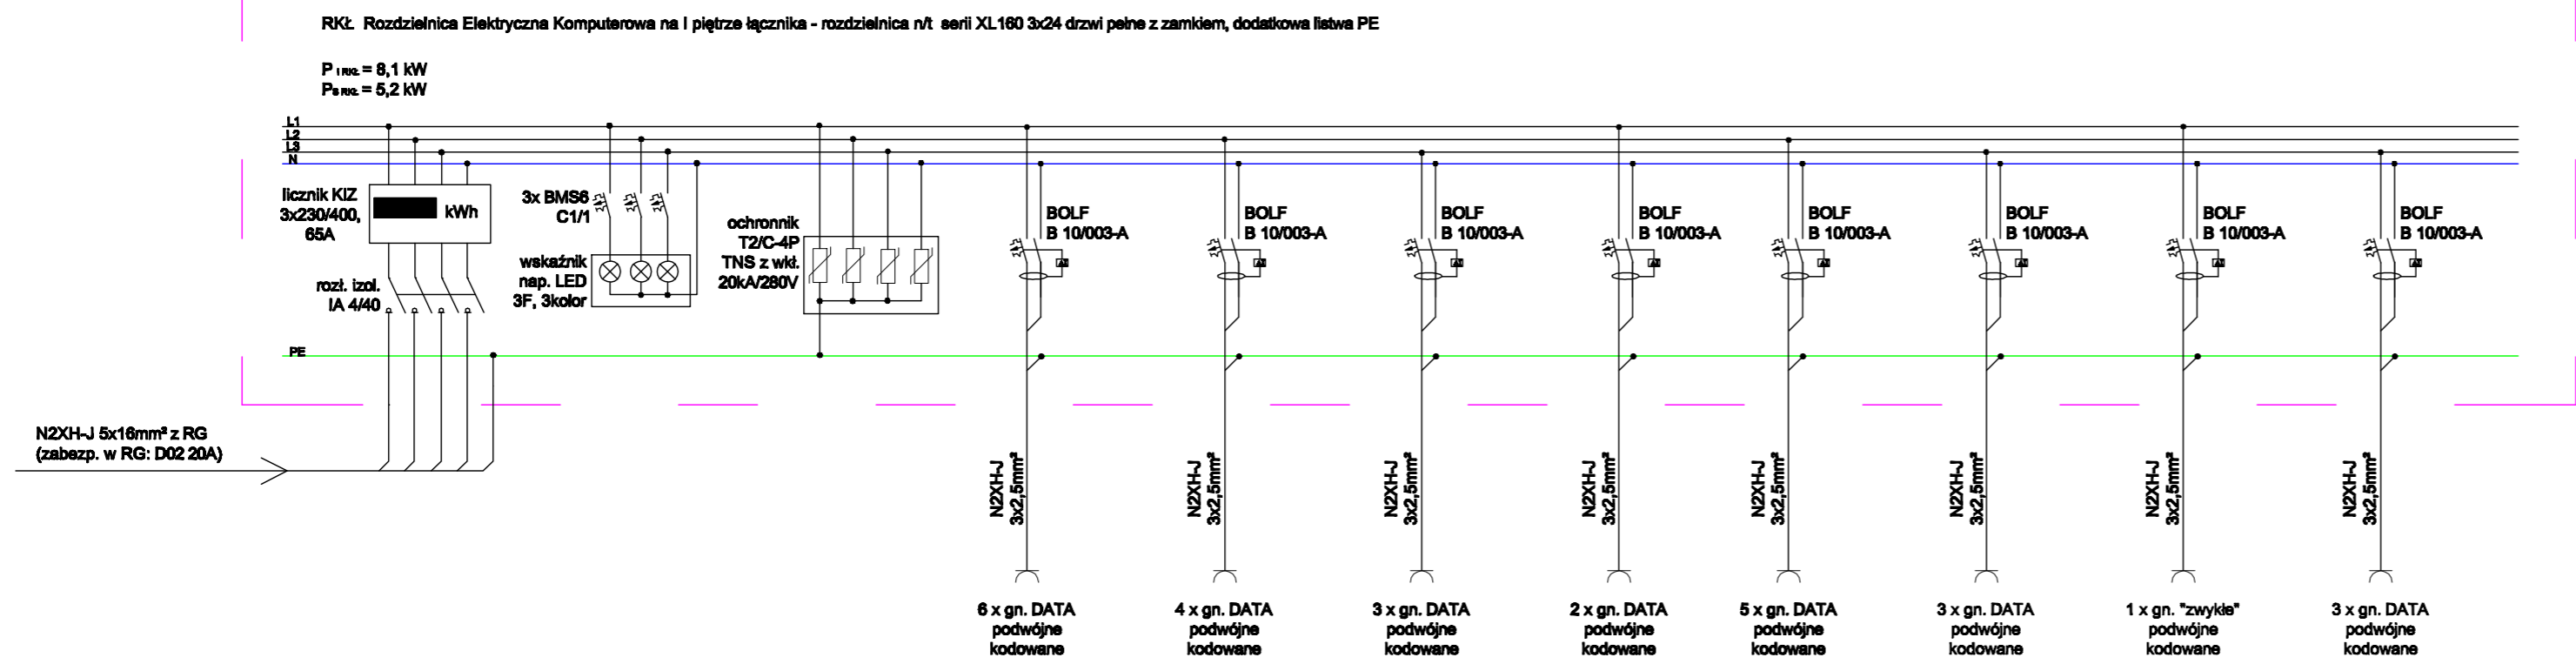 RKŁ Rozdzielnica Elektryczna Komputerowa na I piętrze łącznika - rozdzielnica n/t serii XL160 3x24 drzwi pełne z zamkiem, dodatkowa listwa PE
P I RKŁ = 8,1 kW
PS RKŁ = 5,2 kW
L1
L2
L3
N
licznik KIZ
3x230/400,
65A
kWh
rozł. izol.
IA 4/40
3x BMS6
C1/1
wskaźnik
nap. LED
3F, 3kolor
ochronnik
T2/C-4P
TNS z wkł.
20kA/280V
BOLF
B 10/003-A
BOLF
B 10/003-A
BOLF
B 10/003-A
BOLF
B 10/003-A
BOLF
B 10/003-A
BOLF
B 10/003-A
BOLF
B 10/003-A
BOLF
B 10/003-A
PE
N2XH-J 5x16mm² z RG
(zabezp. w RG: D02 20A)
N2XH-J
3x2,5mm²
N2XH-J
3x2,5mm²
N2XH-J
3x2,5mm²
N2XH-J
3x2,5mm²
N2XH-J
3x2,5mm²
N2XH-J
3x2,5mm²
N2XH-J
3x2,5mm²
N2XH-J
3x2,5mm²
6 x gn. DATA
podwójne
kodowane
4 x gn. DATA
podwójne
kodowane
3 x gn. DATA
podwójne
kodowane
2 x gn. DATA
podwójne
kodowane
5 x gn. DATA
podwójne
kodowane
3 x gn. DATA
podwójne
kodowane
1 x gn. "zwykłe"
podwójne
kodowane
3 x gn. DATA
podwójne
kodowane